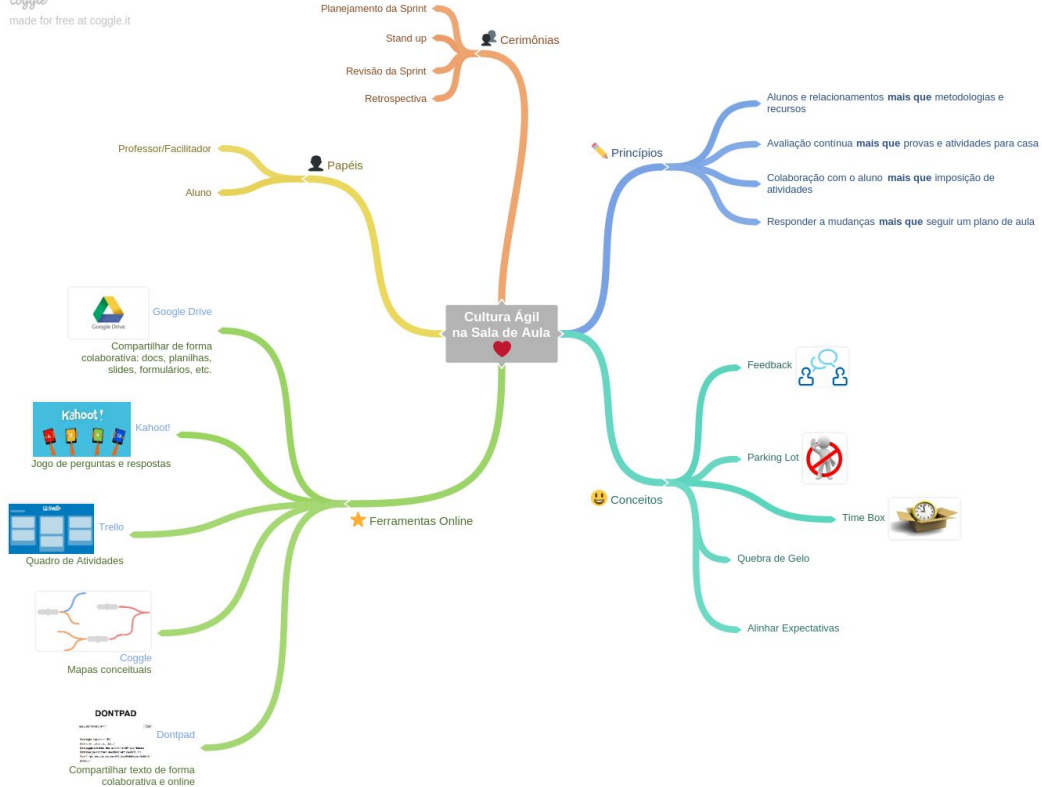 coggle
made for free at coggle.it
Planejamento da Sprint
Stand up
Revisão da Sprint
Retrospectiva
Cerimônias
Professor/Facilitador
Aluno
Papéis
Princípios
Alunos e relacionamentos mais que metodologias e
recursos
Avaliação contínua mais que provas e atividades para casa
Colaboração com o aluno mais que imposição de
atividades
Responder a mudanças mais que seguir um plano de aula
Cultura Ágil
na Sala de Aula
Google Drive
Google Drive
Compartilhar de forma
colaborativa: docs, planilhas,
slides, formulários, etc.
Kahoot!
Kahoot!
Jogo de perguntas e respostas
Trello
Quadro de Atividades
Coggle
Mapas conceituais
DONTPAD
Dontpad
Compartilhar texto de forma
colaborativa e online
Ferramentas Online
Conceitos
Feedback
Parking Lot
Time Box
Quebra de Gelo
Alinhar Expectativas